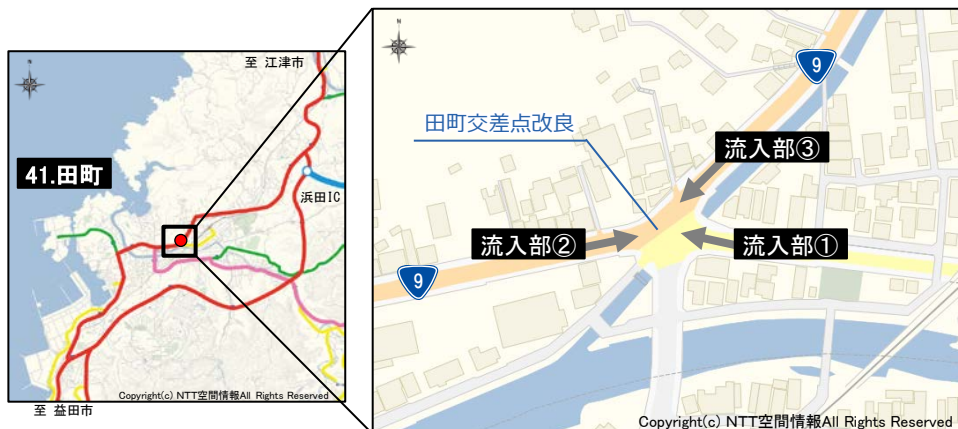 至 江津市
41.田町
浜田IC
Copyright(c) NTT空間情報All Rights Reserved
至 益田市
N
9
田町交差点改良
流入部③
流入部②
流入部①
9
Copyright(c) NTT空間情報All Rights Reserved